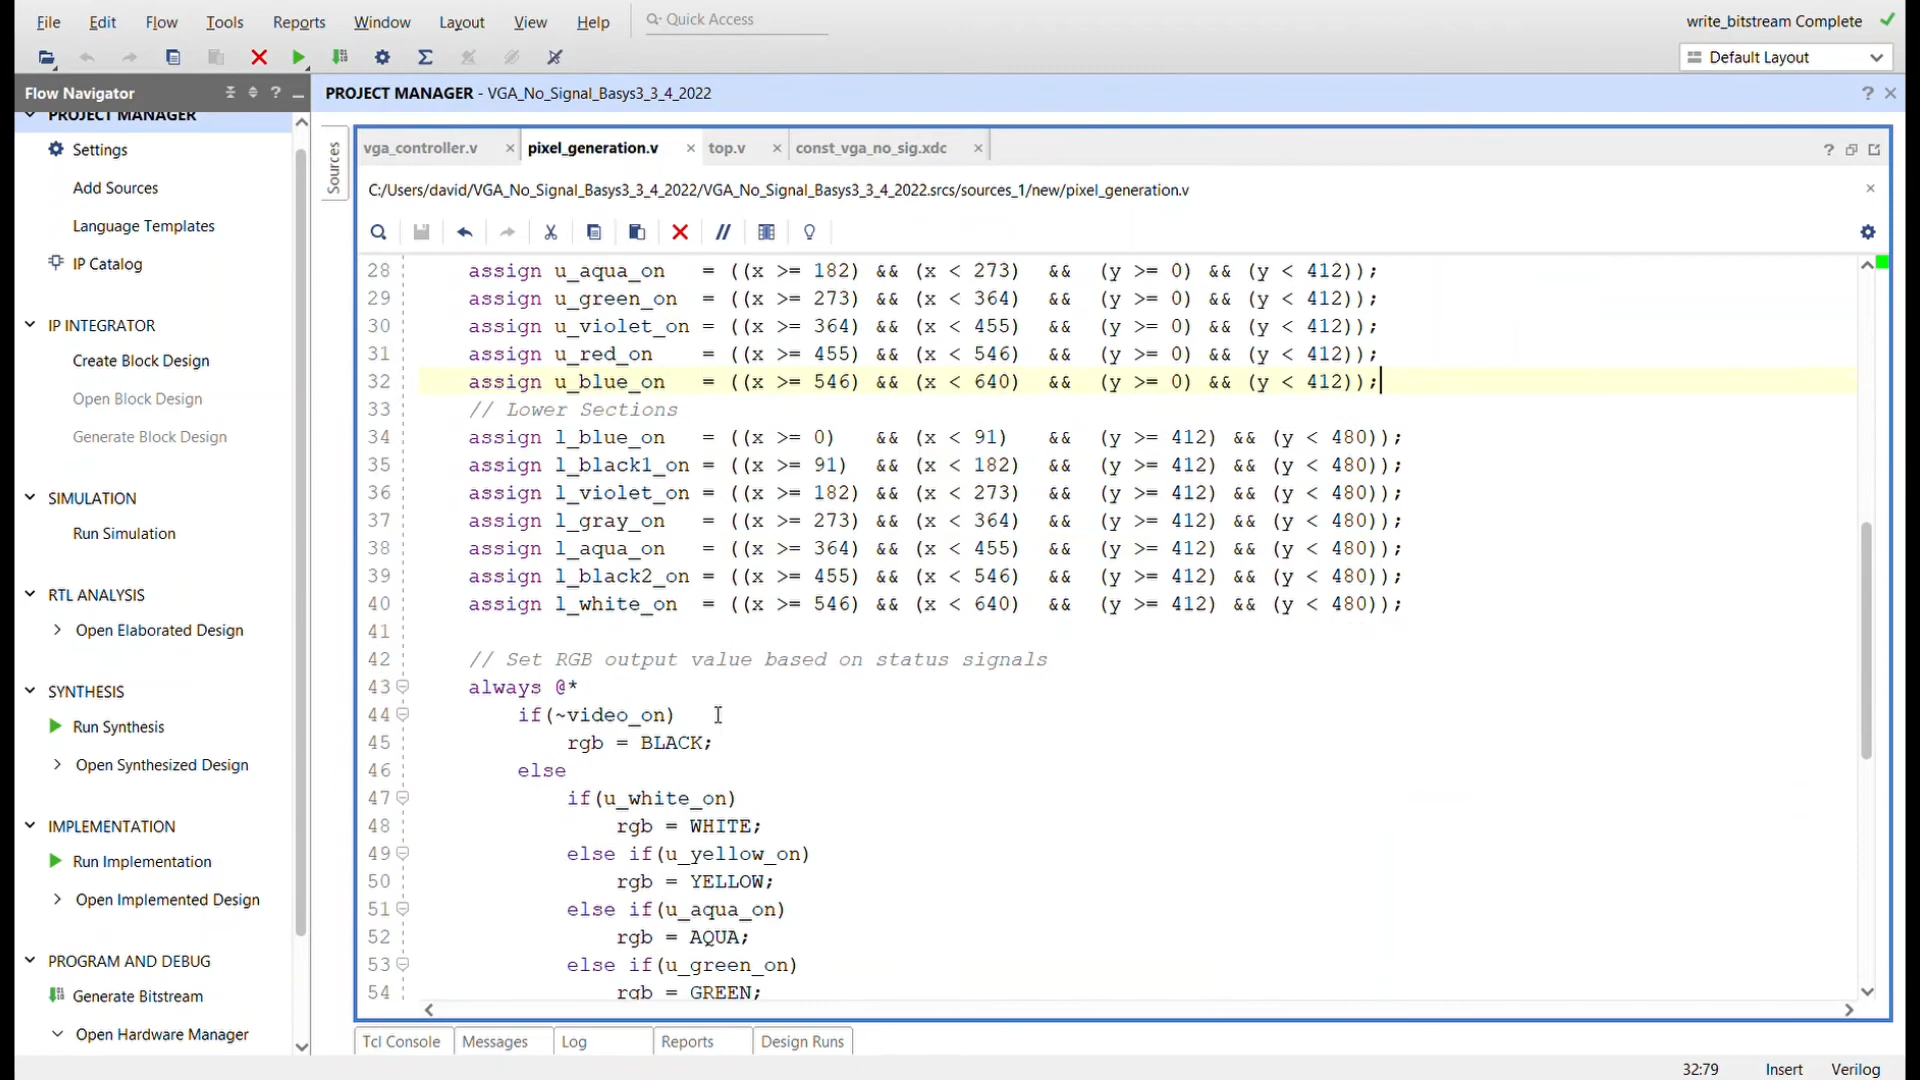 File Edit Flow Tools Reports Window Layout View Help Quick Access write_bitstream Complete
Default Layout
Flow Navigator
PROJECT MANAGER - VGA_No_Signal_Basys3_3_4_2022
PROJECT MANAGER
Settings
Add Sources
Language Templates
IP Catalog
IP INTEGRATOR
Create Block Design
Open Block Design
Generate Block Design
SIMULATION
Run Simulation
RTL ANALYSIS
Open Elaborated Design
SYNTHESIS
Run Synthesis
Open Synthesized Design
IMPLEMENTATION
Run Implementation
Open Implemented Design
PROGRAM AND DEBUG
Generate Bitstream
Open Hardware Manager
Sources
vga_controller.v pixel_generation.v top.v const_vga_no_sig.xdc
C:/Users/david/VGA_No_Signal_Basys3_3_4_2022/VGA_No_Signal_Basys3_3_4_2022.srcs/sources_1/new/pixel_generation.v
28 assign u_aqua_on = ((x >= 182) && (x < 273) && (y >= 0) && (y < 412));
29 assign u_green_on = ((x >= 273) && (x < 364) && (y >= 0) && (y < 412));
30 assign u_violet_on = ((x >= 364) && (x < 455) && (y >= 0) && (y < 412));
31 assign u_red_on = ((x >= 455) && (x < 546) && (y >= 0) && (y < 412));
32 assign u_blue_on = ((x >= 546) && (x < 640) && (y >= 0) && (y < 412));
33 // Lower Sections
34 assign l_blue_on = ((x >= 0) && (x < 91) && (y >= 412) && (y < 480));
35 assign l_black1_on = ((x >= 91) && (x < 182) && (y >= 412) && (y < 480));
36 assign l_violet_on = ((x >= 182) && (x < 273) && (y >= 412) && (y < 480));
37 assign l_gray_on = ((x >= 273) && (x < 364) && (y >= 412) && (y < 480));
38 assign l_aqua_on = ((x >= 364) && (x < 455) && (y >= 412) && (y < 480));
39 assign l_black2_on = ((x >= 455) && (x < 546) && (y >= 412) && (y < 480));
40 assign l_white_on = ((x >= 546) && (x < 640) && (y >= 412) && (y < 480));
41
42 // Set RGB output value based on status signals
43 always @*
44 if(~video_on)
45 rgb = BLACK;
46 else
47 if(u_white_on)
48 rgb = WHITE;
49 else if(u_yellow_on)
50 rgb = YELLOW;
51 else if(u_aqua_on)
52 rgb = AQUA;
53 else if(u_green_on)
54 rgb = GREEN;
Tcl Console Messages Log Reports Design Runs
32:79 Insert Verilog